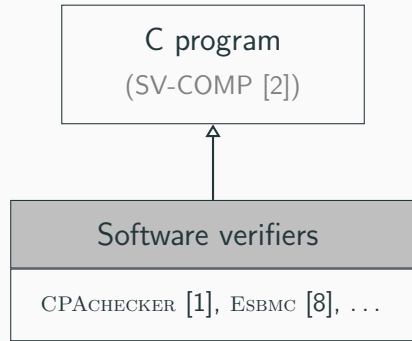 C program
(SV-COMP [2])
Software verifiers
CPAchecker [1], Esbmc [8], ...